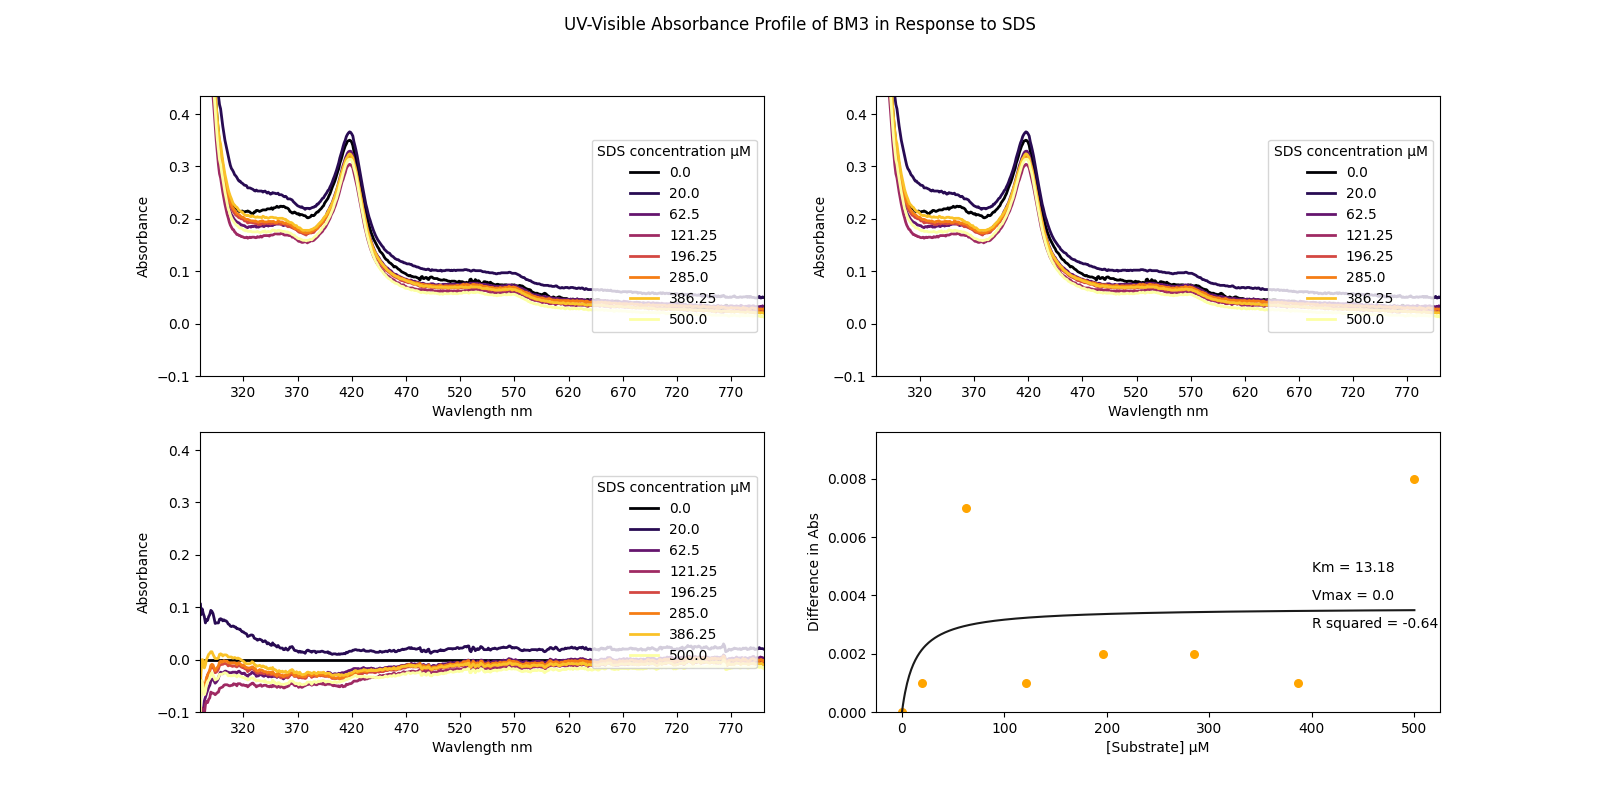 UV-Visible Absorbance Profile of BM3 in Response to SDS
0.4
0.3
0.2
0.1
0.0
−0.1
Absorbance
SDS concentration μM
0.0
20.0
62.5
121.25
196.25
285.0
386.25
500.0
320 370 420 470 520 570 620 670 720 770
Wavlength nm
0.4
0.3
0.2
0.1
0.0
−0.1
Absorbance
SDS concentration μM
0.0
20.0
62.5
121.25
196.25
285.0
386.25
500.0
320 370 420 470 520 570 620 670 720 770
Wavlength nm
0.4
0.3
0.2
0.1
0.0
−0.1
Absorbance
SDS concentration μM
0.0
20.0
62.5
121.25
196.25
285.0
386.25
500.0
320 370 420 470 520 570 620 670 720 770
Wavlength nm
0.008
0.006
0.004
0.002
0.000
Difference in Abs
Km = 13.18
Vmax = 0.0
R squared = -0.64
0 100 200 300 400 500
[Substrate] μM